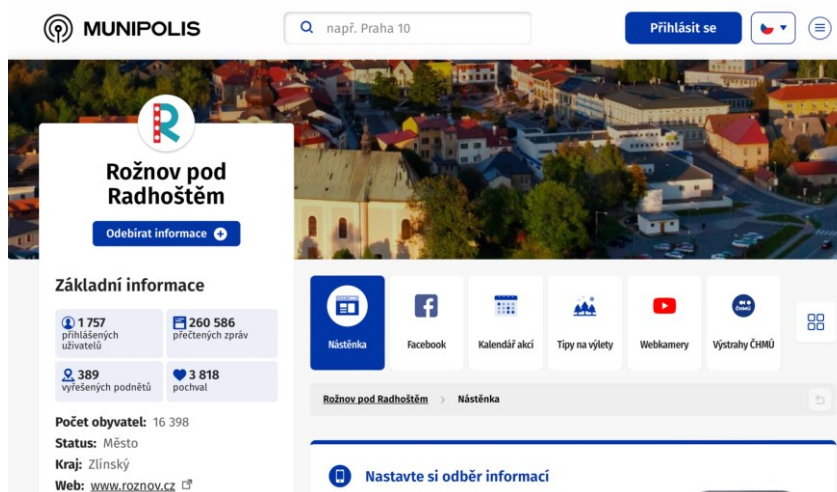 MUNIPOLIS
např. Praha 10
Přihlásit se
R
Rožnov pod
Radhoštěm
Odebírat informace
Základní informace
1 757
přihlášených
uživatelů
260 586
přečtených zpráv
389
vyřešených podnětů
3 818
pochval
Počet obyvatel: 16 398
Status: Město
Kraj: Zlínský
Web: www.roznov.cz
Nástěnka
Facebook
Kalendář akcí
Tipy na výlety
Webkamery
ČHMÚ
Výstrahy ČHMÚ
Rožnov pod Radhoštěm > Nástěnka
Nastavte si odběr informací